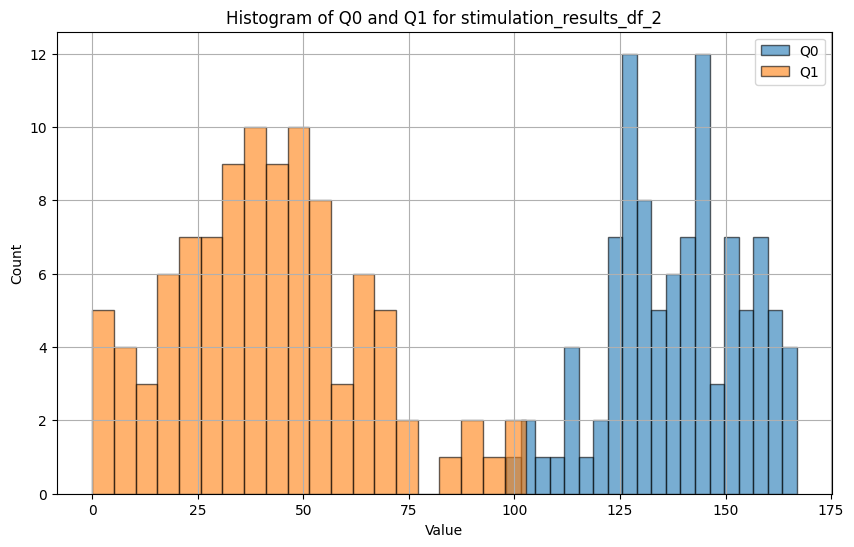 Histogram of Q0 and Q1 for stimulation_results_df_2
Q0
Q1
Count
12
10
8
6
4
2
0
0 25 50 75 100 125 150 175
Value